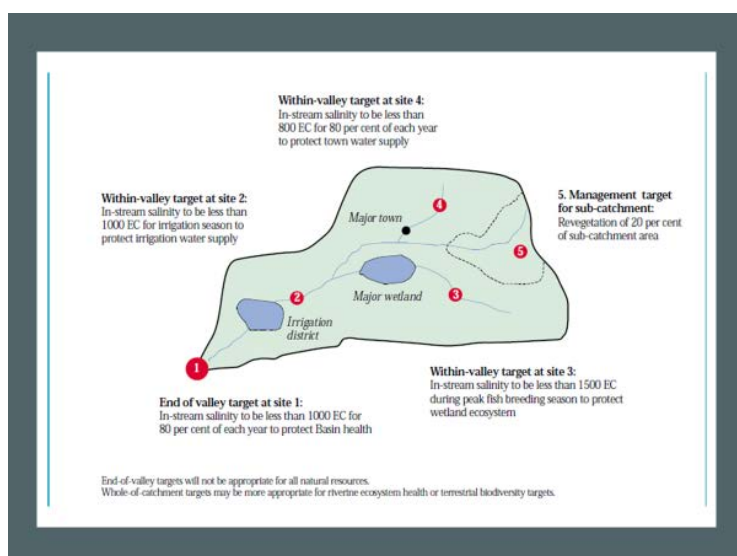 Within-valley target at site 4:
In-stream salinity to be less than
800 EC for 80 per cent of each year
to protect town water supply
Within-valley target at site 2:
In-stream salinity to be less than
1000 EC for irrigation season to
protect irrigation water supply
5. Management target
for sub-catchment:
Revegetation of 20 per cent
of sub-catchment area
4
Major town
5
2
Major wetland
3
Irrigation
district
1
Within-valley target at site 3:
In-stream salinity to be less than 1500 EC
during peak fish breeding season to protect
wetland ecosystem
End of valley target at site 1:
In-stream salinity to be less than 1000 EC for
80 per cent of each year to protect Basin health
End-of-valley targets will not be appropriate for all natural resources.
Whole-of-catchment targets may be more appropriate for riverine ecosystem health or terrestrial biodiversity targets.